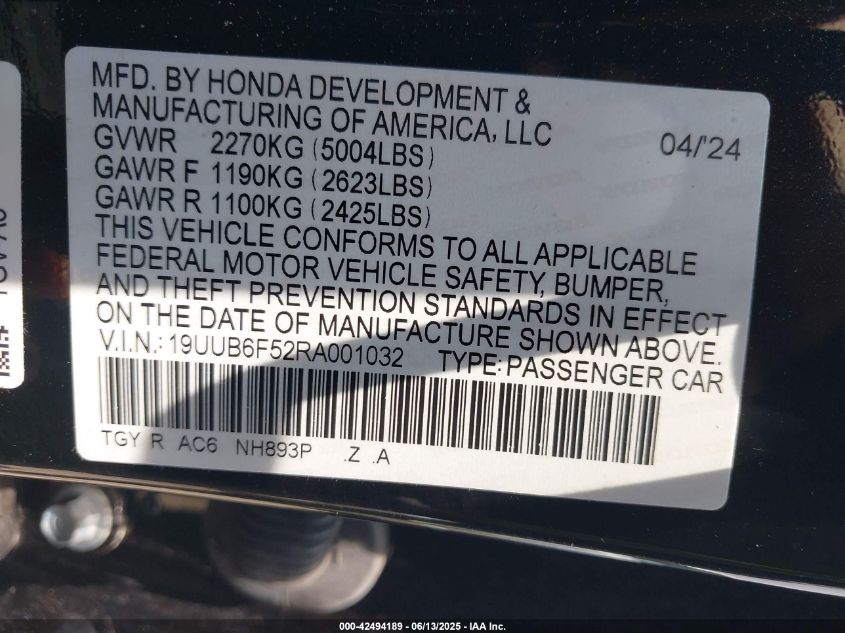 MFD. BY HONDA DEVELOPMENT &
MANUFACTURING OF AMERICA, LLC
GVWR 2270KG (5004LBS) 04/'24
GAWR F 1190KG (2623LBS)
GAWR R 1100KG (2425LBS)
THIS VEHICLE CONFORMS TO ALL APPLICABLE
FEDERAL MOTOR VEHICLE SAFETY, BUMPER,
AND THEFT PREVENTION STANDARDS IN EFFECT
ON THE DATE OF MANUFACTURE SHOWN ABOVE.
V.I.N.: 19UUB6F52RA001032 TYPE: PASSENGER CAR
TGY R AC6 NH893P .Z .A
000-42494189 - 06/13/2025 - IAA Inc.